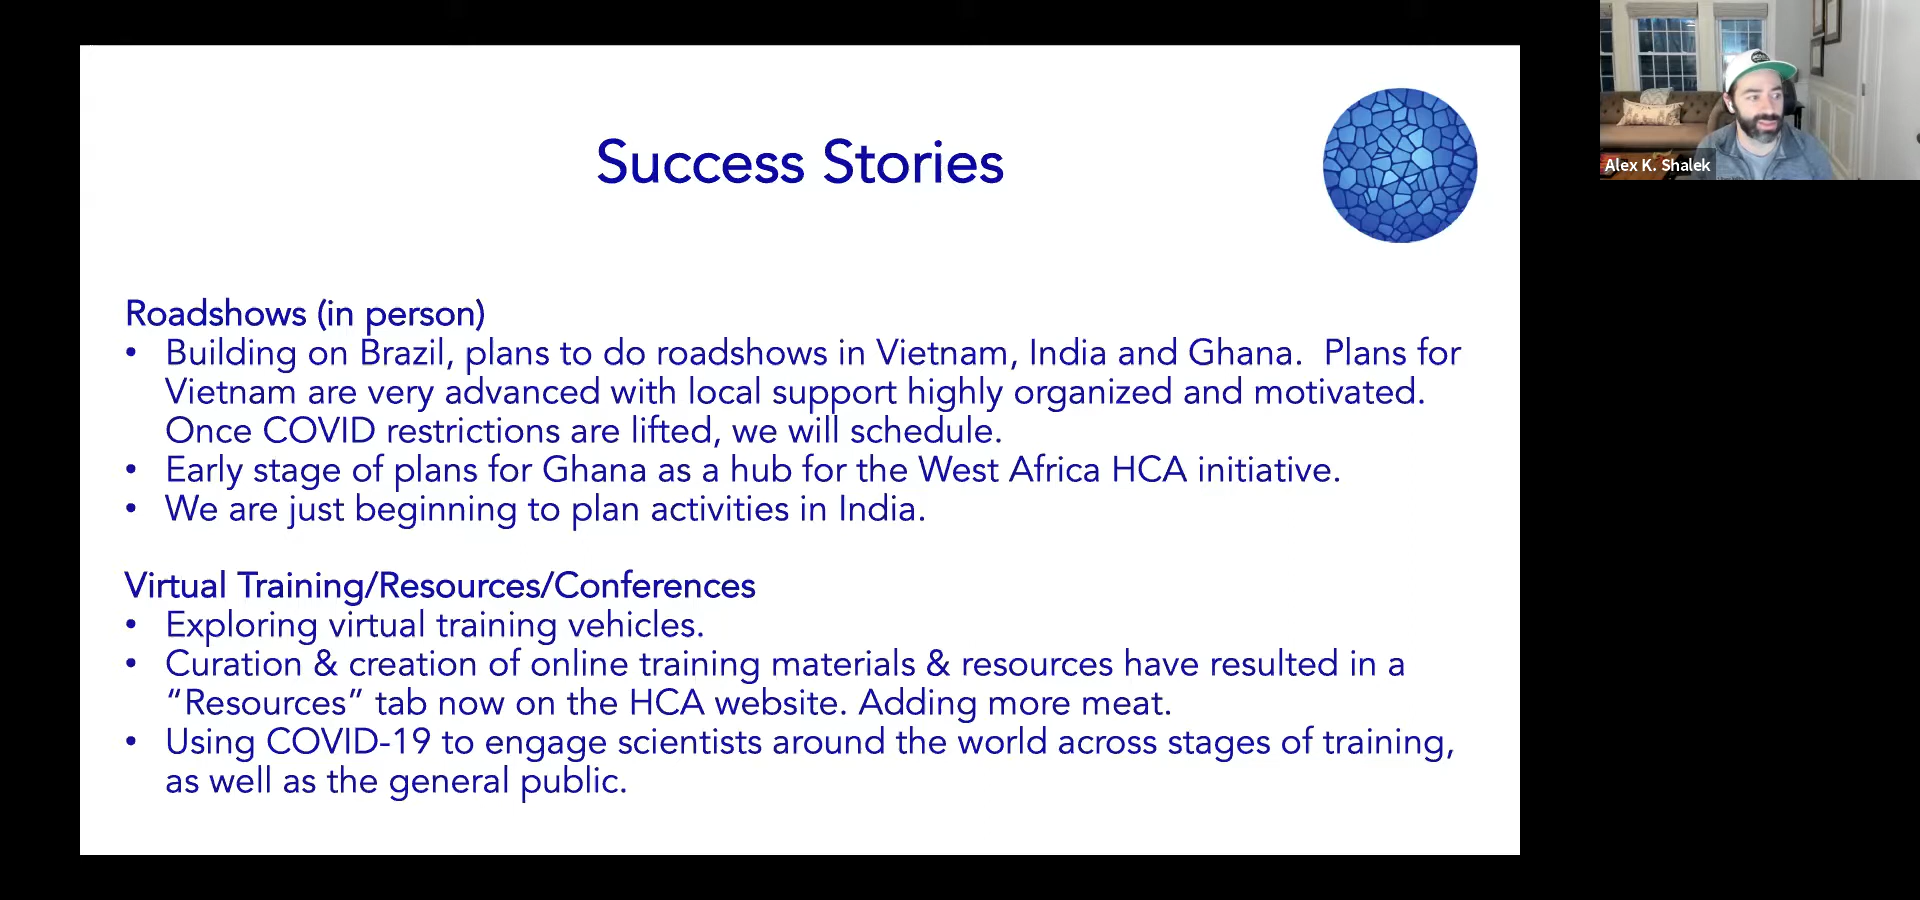 Success Stories
Roadshows (in person)
• Building on Brazil, plans to do roadshows in Vietnam, India and Ghana.  Plans for
Vietnam are very advanced with local support highly organized and motivated.
Once COVID restrictions are lifted, we will schedule.
• Early stage of plans for Ghana as a hub for the West Africa HCA initiative.
• We are just beginning to plan activities in India.
Virtual Training/Resources/Conferences
• Exploring virtual training vehicles.
• Curation & creation of online training materials & resources have resulted in a
“Resources” tab now on the HCA website. Adding more meat.
• Using COVID-19 to engage scientists around the world across stages of training,
as well as the general public.
Alex K. Shalek